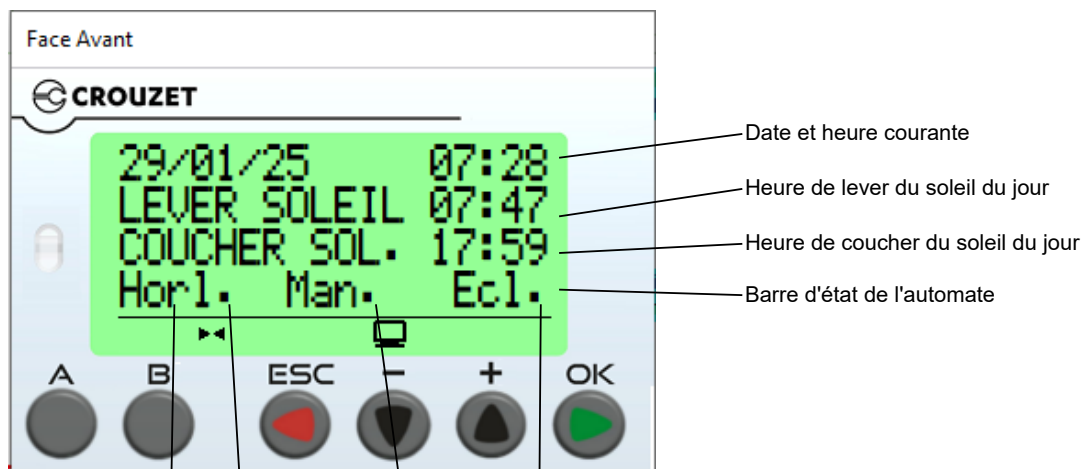 Face Avant
CROUZET
29/01/25 07:28
LEVER SOLEIL 07:47
COUCHER SOL. 17:59
Horl. Man. Ecl.
A B ESC - + OK
Date et heure courante
Heure de lever du soleil du jour
Heure de coucher du soleil du jour
Barre d'état de l'automate